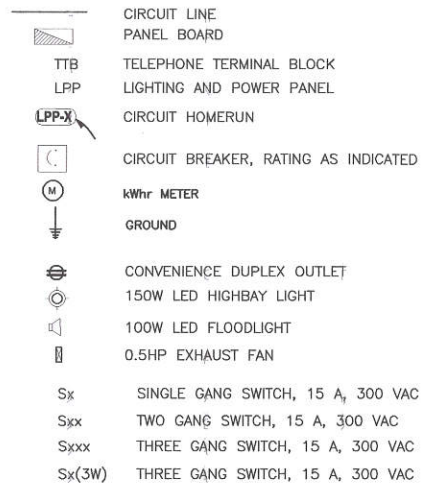 CIRCUIT LINE
PANEL BOARD
TTB TELEPHONE TERMINAL BLOCK
LPP LIGHTING AND POWER PANEL
LPP-X CIRCUIT HOMERUN
CIRCUIT BREAKER, RATING AS INDICATED
M kWhr METER
GROUND
CONVENIENCE DUPLEX OUTLET
150W LED HIGHBAY LIGHT
100W LED FLOODLIGHT
0.5HP EXHAUST FAN
Sx SINGLE GANG SWITCH, 15 A, 300 VAC
Sxx TWO GANG SWITCH, 15 A, 300 VAC
Sxxx THREE GANG SWITCH, 15 A, 300 VAC
Sx(3W) THREE GANG SWITCH, 15 A, 300 VAC